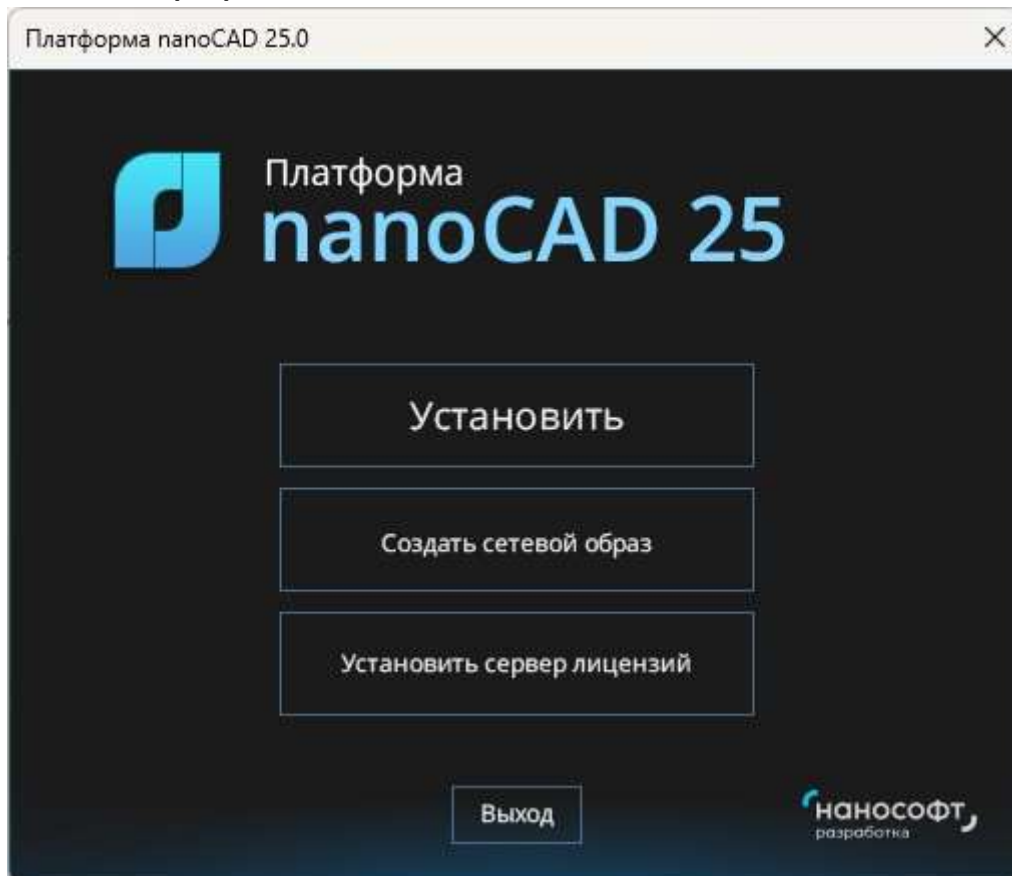 Платформа nanoCAD 25.0
Платформа
nanoCAD 25
Установить
Создать сетевой образ
Установить сервер лицензий
Выход
нанософт
разработка